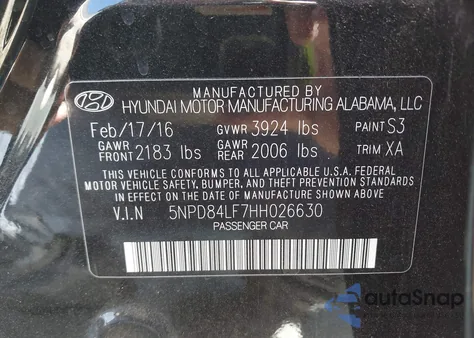 MANUFACTURED BY
HYUNDAI MOTOR MANUFACTURING ALABAMA, LLC
Feb/17/16 GVWR 3924 lbs PAINT S3
GAWR FRONT 2183 lbs GAWR REAR 2006 lbs TRIM XA
THIS VEHICLE CONFORMS TO ALL APPLICABLE FEDERAL
MOTOR VEHICLE SAFETY, BUMPER, AND THEFT PREVENTION STANDARDS
IN EFFECT ON THE DATE OF MANUFACTURE SHOWN ABOVE.
V.I.N 5NPD84LF7HH026630
PASSENGER CAR
autoSnap